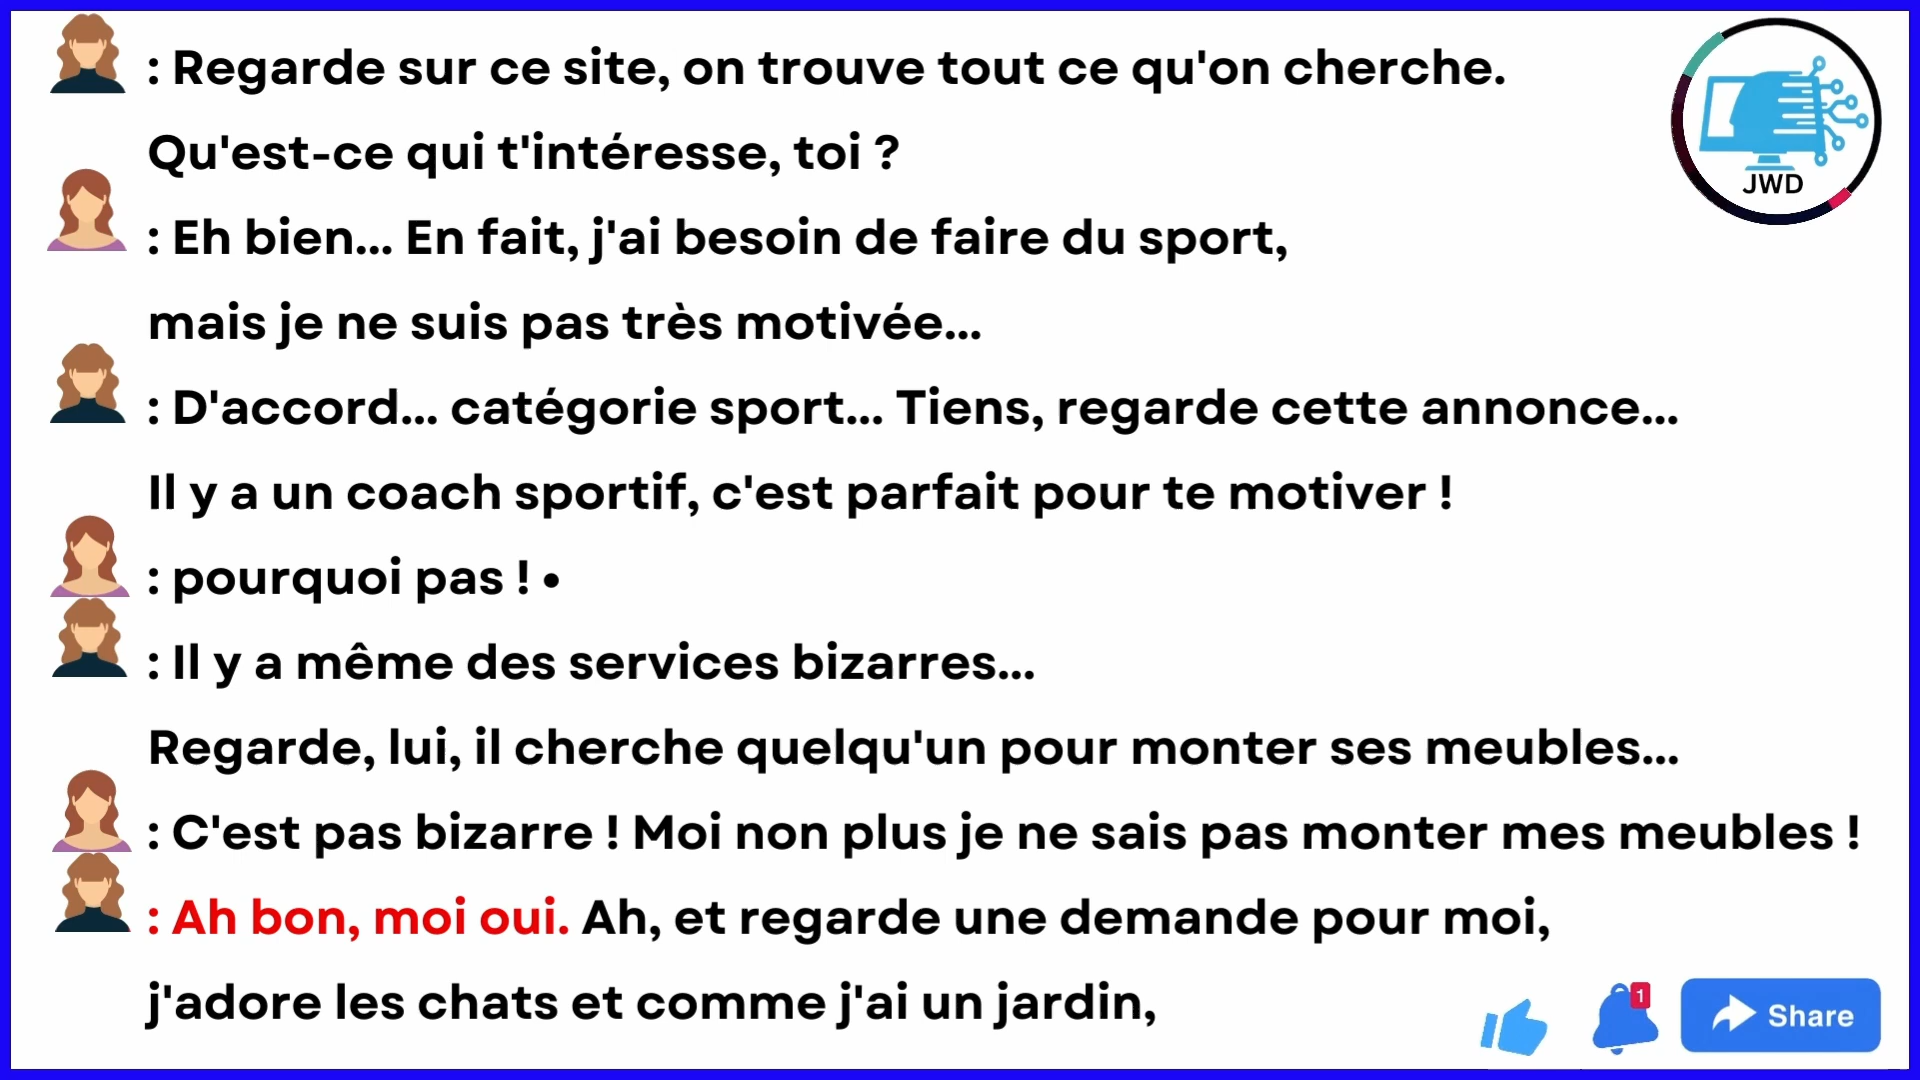 : Regarde sur ce site, on trouve tout ce qu'on cherche.
Qu'est-ce qui t'intéresse, toi ?
: Eh bien... En fait, j'ai besoin de faire du sport,
mais je ne suis pas très motivée...
: D'accord... catégorie sport... Tiens, regarde cette annonce...
Il y a un coach sportif, c'est parfait pour te motiver !
: pourquoi pas ! •
: Il y a même des services bizarres...
Regarde, lui, il cherche quelqu'un pour monter ses meubles...
: C'est pas bizarre ! Moi non plus je ne sais pas monter mes meubles !
: Ah bon, moi oui. Ah, et regarde une demande pour moi,
j'adore les chats et comme j'ai un jardin,
JWD
1
Share